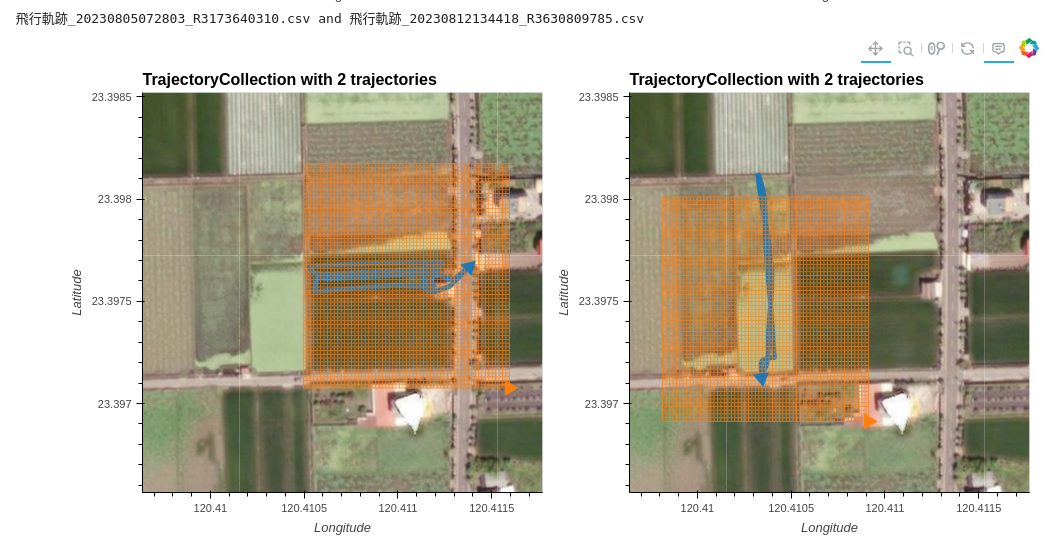 飛行軌跡_20230805072803_R3173640310.csv and 飛行軌跡_20230812134418_R3630809785.csv
TrajectoryCollection with 2 trajectories
23.3985
23.398
23.3975
23.397
Latitude
120.41
120.4105
120.411
120.4115
Longitude
TrajectoryCollection with 2 trajectories
23.3985
23.398
23.3975
23.397
Latitude
120.41
120.4105
120.411
120.4115
Longitude